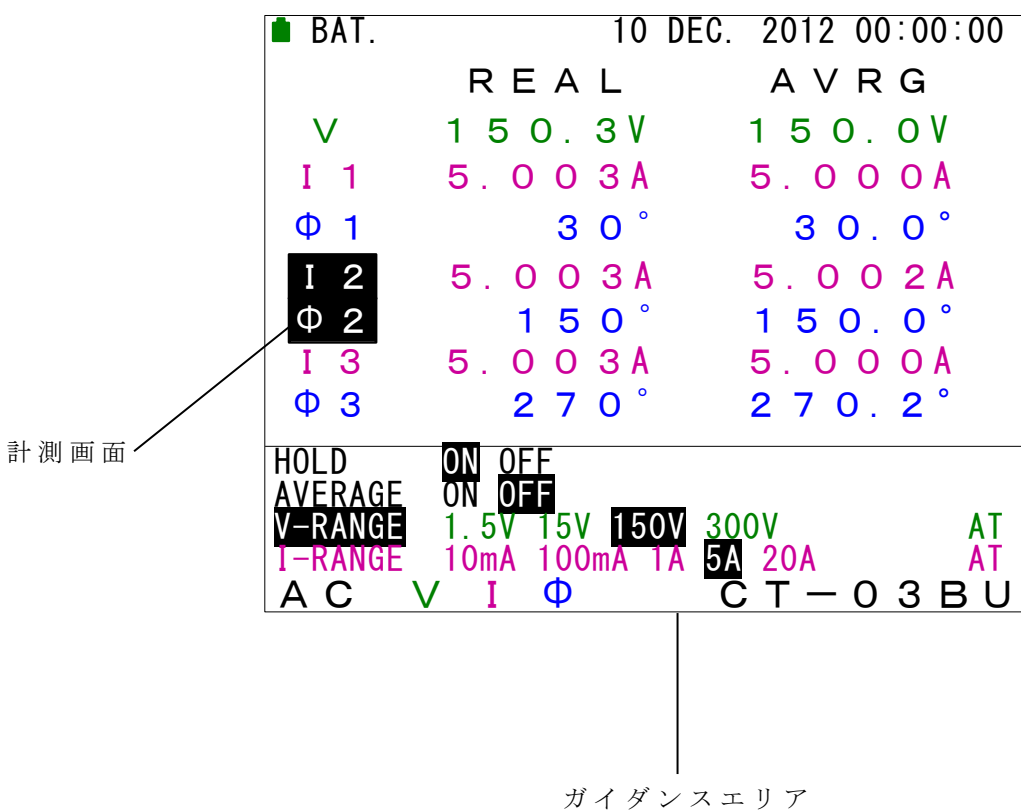 BAT. 10 DEC. 2012 00:00:00
REAL AVRG
V 150.3V 150.0V
I1 5.003A 5.000A
Φ1 30° 30.0°
I2 5.003A 5.002A
Φ2 150° 150.0°
I3 5.003A 5.000A
Φ3 270° 270.2°
計測画面
HOLD ON OFF
AVERAGE ON OFF
V-RANGE 1.5V 15V 150V 300V AT
I-RANGE 10mA 100mA 1A 5A 20A AT
AC V I Φ CT-03BU
ガイダンスエリア